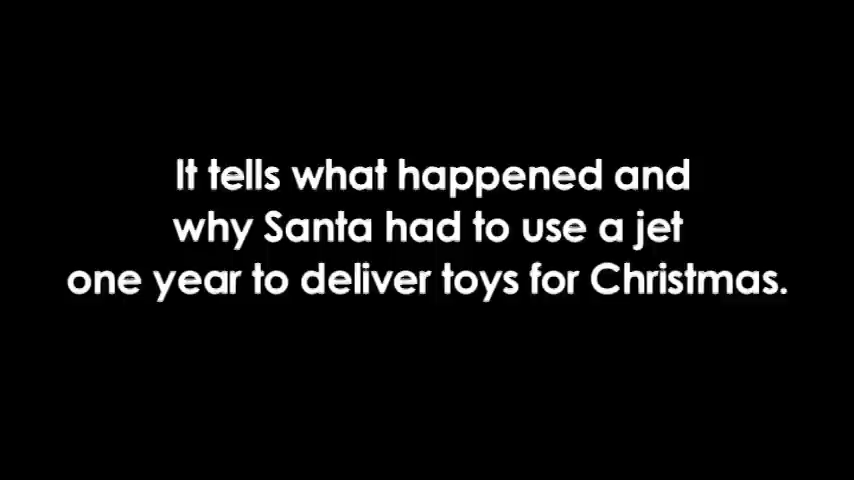 It tells what happened and
why Santa had to use a jet
one year to deliver toys for Christmas.